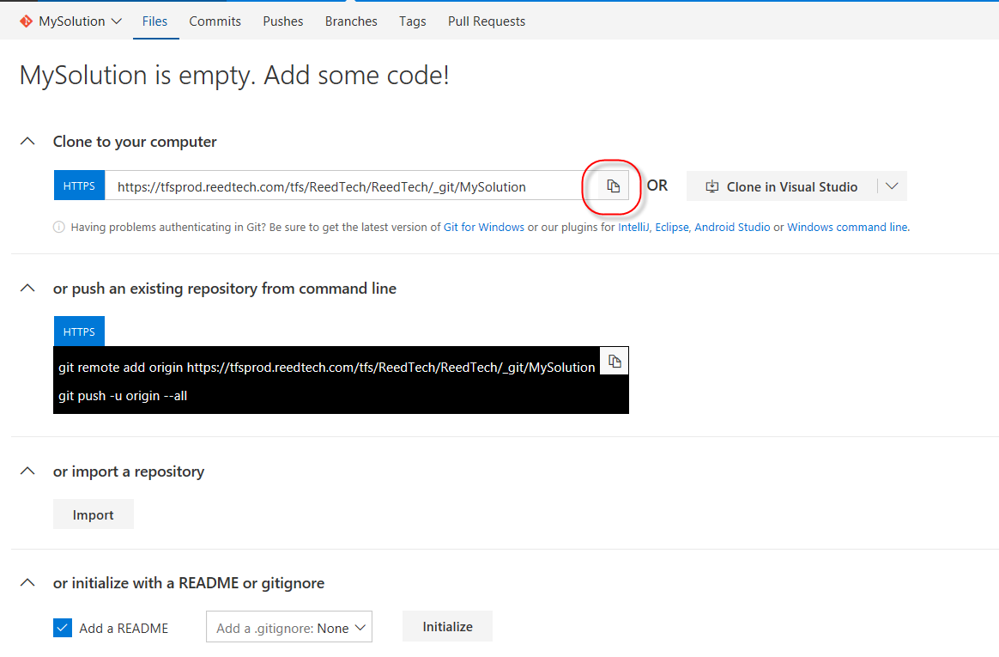 MySolution Files Commits Pushes Branches Tags Pull Requests
MySolution is empty. Add some code!
Clone to your computer
HTTPS https://tfsprod.reedtech.com/tfs/ReedTech/ReedTech/_git/MySolution OR Clone in Visual Studio
Having problems authenticating in Git? Be sure to get the latest version of Git for Windows or our plugins for IntelliJ, Eclipse, Android Studio or Windows command line.
or push an existing repository from command line
HTTPS
git remote add origin https://tfsprod.reedtech.com/tfs/ReedTech/ReedTech/_git/MySolution
git push -u origin --all
or import a repository
Import
or initialize with a README or gitignore
Add a README Add a .gitignore: None Initialize